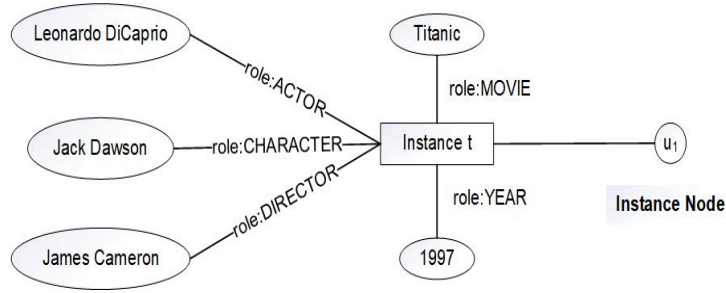 Leonardo DiCaprio
Titanic
role:ACTOR
role:MOVIE
Jack Dawson
role:CHARACTER
Instance t
u₁
role:DIRECTOR
role:YEAR
Instance Node
James Cameron
1997